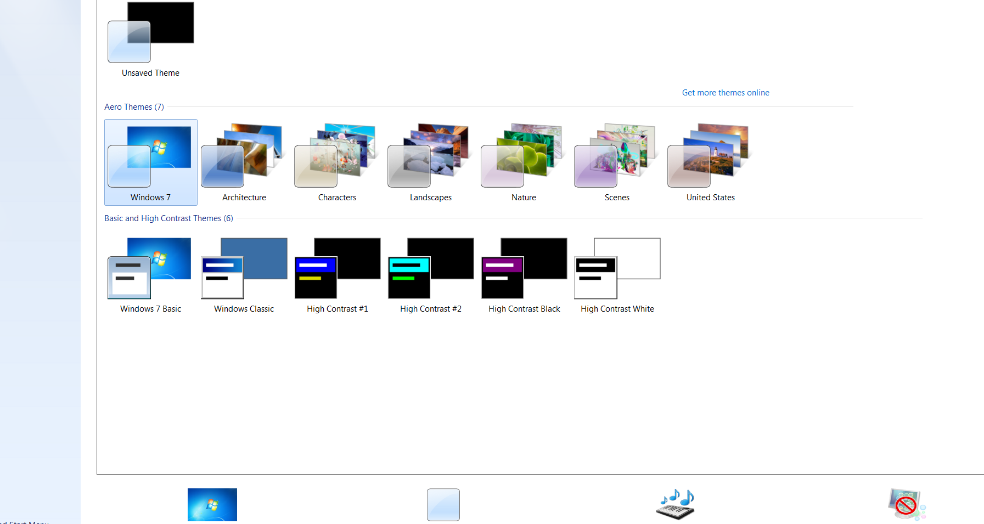 Unsaved Theme
Get more themes online
Aero Themes (7)
Windows 7 Architecture Characters Landscapes Nature Scenes United States
Basic and High Contrast Themes (6)
Windows 7 Basic Windows Classic High Contrast #1 High Contrast #2 High Contrast Black High Contrast White
Start Menu